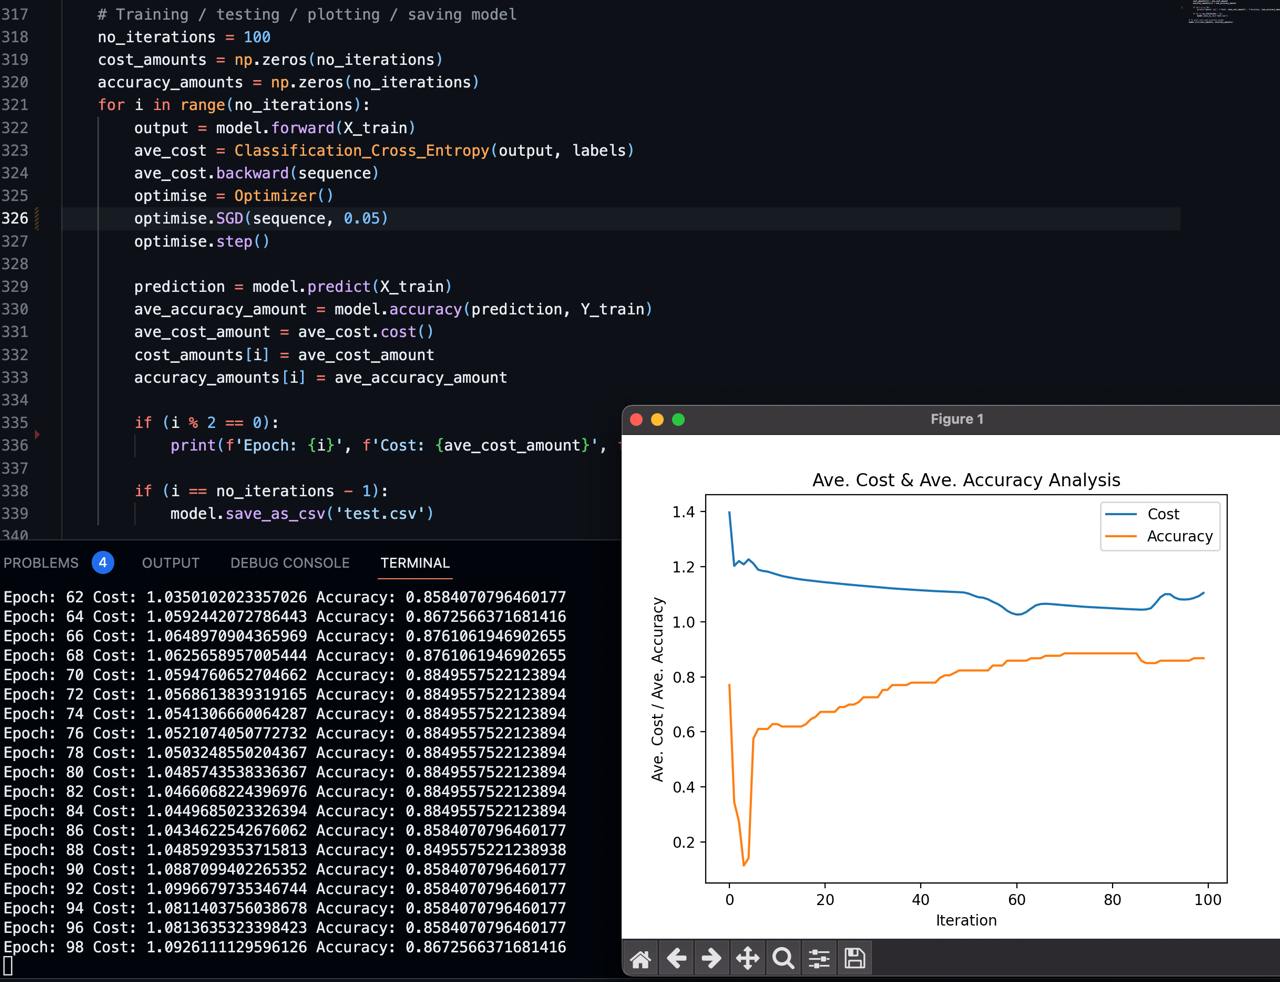 317 # Training / testing / plotting / saving model
318 no_iterations = 100
319 cost_amounts = np.zeros(no_iterations)
320 accuracy_amounts = np.zeros(no_iterations)
321 for i in range(no_iterations):
322 output = model.forward(X_train)
323 ave_cost = Classification_Cross_Entropy(output, labels)
324 ave_cost.backward(sequence)
325 optimise = Optimizer()
326 optimise.SGD(sequence, 0.05)
327 optimise.step()
328
329 prediction = model.predict(X_train)
330 ave_accuracy_amount = model.accuracy(prediction, Y_train)
331 ave_cost_amount = ave_cost.cost()
332 cost_amounts[i] = ave_cost_amount
333 accuracy_amounts[i] = ave_accuracy_amount
334
335 if (i % 2 == 0):
336 print(f'Epoch: {i}', f'Cost: {ave_cost_amount}',
337
338 if (i == no_iterations - 1):
339 model.save_as_csv('test.csv')
340
PROBLEMS 4 OUTPUT DEBUG CONSOLE TERMINAL
Epoch: 62 Cost: 1.0350102023357026 Accuracy: 0.8584070796460177
Epoch: 64 Cost: 1.0592442072786443 Accuracy: 0.8672566371681416
Epoch: 66 Cost: 1.0648970904365969 Accuracy: 0.8761061946902655
Epoch: 68 Cost: 1.0625658957005444 Accuracy: 0.8761061946902655
Epoch: 70 Cost: 1.0594760652704662 Accuracy: 0.8849557522123894
Epoch: 72 Cost: 1.0568613839319165 Accuracy: 0.8849557522123894
Epoch: 74 Cost: 1.0541306660064287 Accuracy: 0.8849557522123894
Epoch: 76 Cost: 1.0521074050772732 Accuracy: 0.8849557522123894
Epoch: 78 Cost: 1.0503248550204367 Accuracy: 0.8849557522123894
Epoch: 80 Cost: 1.0485743538336367 Accuracy: 0.8849557522123894
Epoch: 82 Cost: 1.0466068224396976 Accuracy: 0.8849557522123894
Epoch: 84 Cost: 1.0449685023326394 Accuracy: 0.8849557522123894
Epoch: 86 Cost: 1.0434622542676062 Accuracy: 0.8584070796460177
Epoch: 88 Cost: 1.0485929353715813 Accuracy: 0.8495575221238938
Epoch: 90 Cost: 1.0887099402265352 Accuracy: 0.8584070796460177
Epoch: 92 Cost: 1.0996679735346744 Accuracy: 0.8584070796460177
Epoch: 94 Cost: 1.0811403756038678 Accuracy: 0.8584070796460177
Epoch: 96 Cost: 1.0813635323398423 Accuracy: 0.8584070796460177
Epoch: 98 Cost: 1.0926111129596126 Accuracy: 0.8672566371681416
Figure 1
Ave. Cost & Ave. Accuracy Analysis
Cost
Accuracy
Ave. Cost / Ave. Accuracy
1.4
1.2
1.0
0.8
0.6
0.4
0.2
0 20 40 60 80 100
Iteration